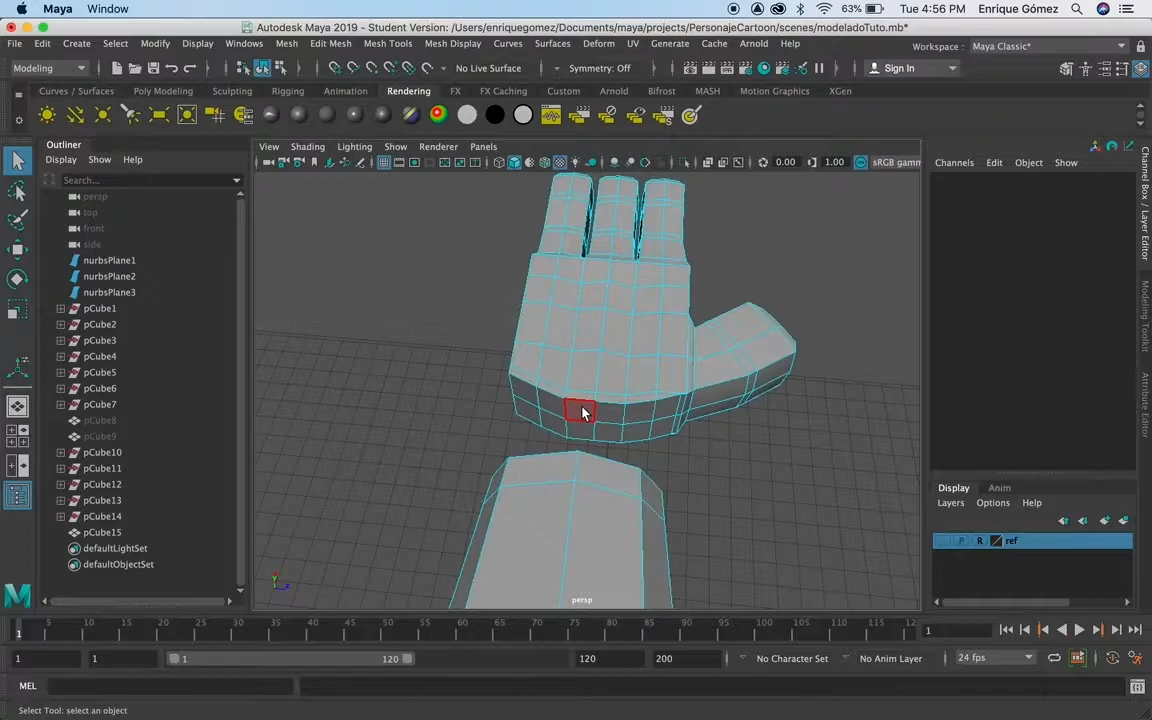 Maya Window 63% Tue 4:56 PM Enrique Gómez
Autodesk Maya 2019 - Student Version: /Users/enriquegomez/Documents/maya/projects/PersonajeCartoon/scenes/modeladoTuto.mb*
File Edit Create Select Modify Display Windows Mesh Edit Mesh Mesh Tools Mesh Display Curves Surfaces Deform UV Generate Cache Arnold Help Workspace : Maya Classic*
Modeling No Live Surface Symmetry: Off Sign In
Curves / Surfaces Poly Modeling Sculpting Rigging Animation Rendering FX FX Caching Custom Arnold Bifrost MASH Motion Graphics XGen
Outliner
Display Show Help
Search...
persp
top
front
side
nurbsPlane1
nurbsPlane2
nurbsPlane3
pCube1
pCube2
pCube3
pCube4
pCube5
pCube6
pCube7
pCube8
pCube9
pCube10
pCube11
pCube12
pCube13
pCube14
pCube15
defaultLightSet
defaultObjectSet
View Shading Lighting Show Renderer Panels
0.00 1.00 sRGB gamm
persp
Channels Edit Object Show
Channel Box / Layer Editor
Modeling Toolkit
Attribute Editor
Display Anim
Layers Options Help
P R ref
5 10 15 20 25 30 35 40 45 50 55 60 65 70 75 80 85 90 95 100 105 110 115 12
1 1
1 1 1 120 120 200 No Character Set No Anim Layer 24 fps
MEL
Select Tool: select an object